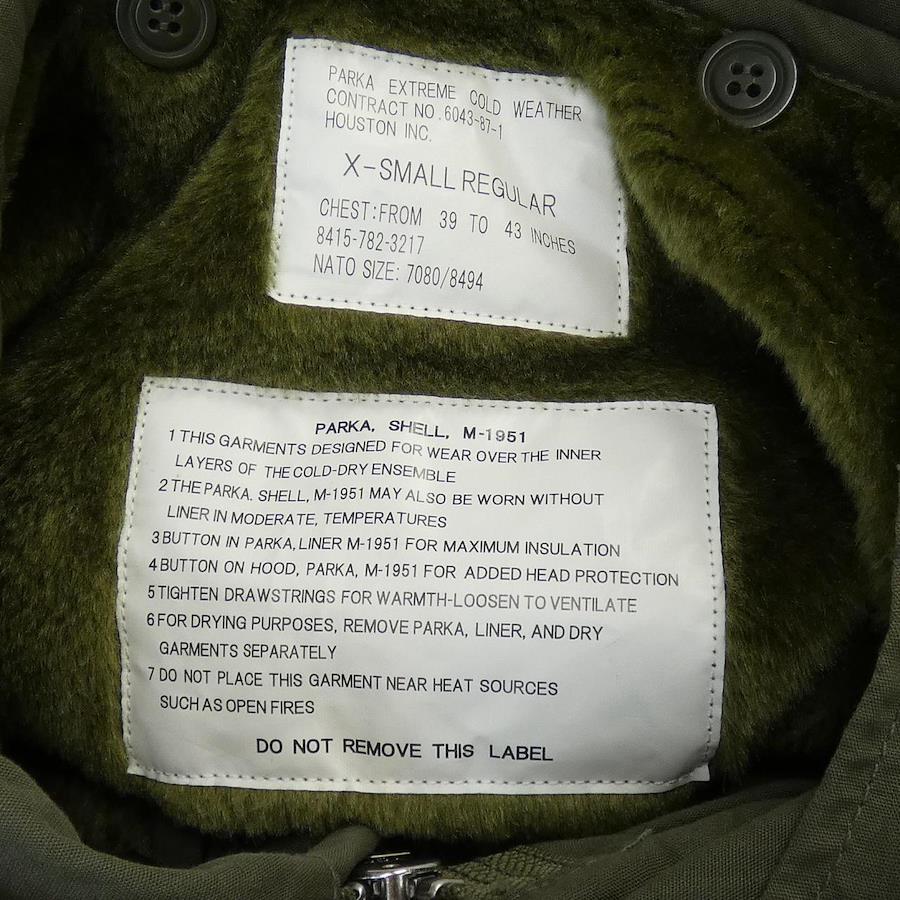 PARKA EXTREME COLD WEATHER
CONTRACT NO.6043-87-1
HOUSTON INC.
X-SMALL REGULAR
CHEST:FROM 39 TO 43 INCHES
8415-782-3217
NATO SIZE: 7080/8494
PARKA, SHELL, M-1951
1 THIS GARMENTS DESIGNED FOR WEAR OVER THE INNER
LAYERS OF THE COLD-DRY ENSEMBLE
2 THE PARKA. SHELL, M-1951 MAY ALSO BE WORN WITHOUT
LINER IN MODERATE, TEMPERATURES
3 BUTTON IN PARKA, LINER M-1951 FOR MAXIMUM INSULATION
4 BUTTON ON HOOD, PARKA, M-1951 FOR ADDED HEAD PROTECTION
5 TIGHTEN DRAWSTRINGS FOR WARMTH-LOOSEN TO VENTILATE
6 FOR DRYING PURPOSES, REMOVE PARKA, LINER, AND DRY
GARMENTS SEPARATELY
7 DO NOT PLACE THIS GARMENT NEAR HEAT SOURCES
SUCH AS OPEN FIRES
DO NOT REMOVE THIS LABEL